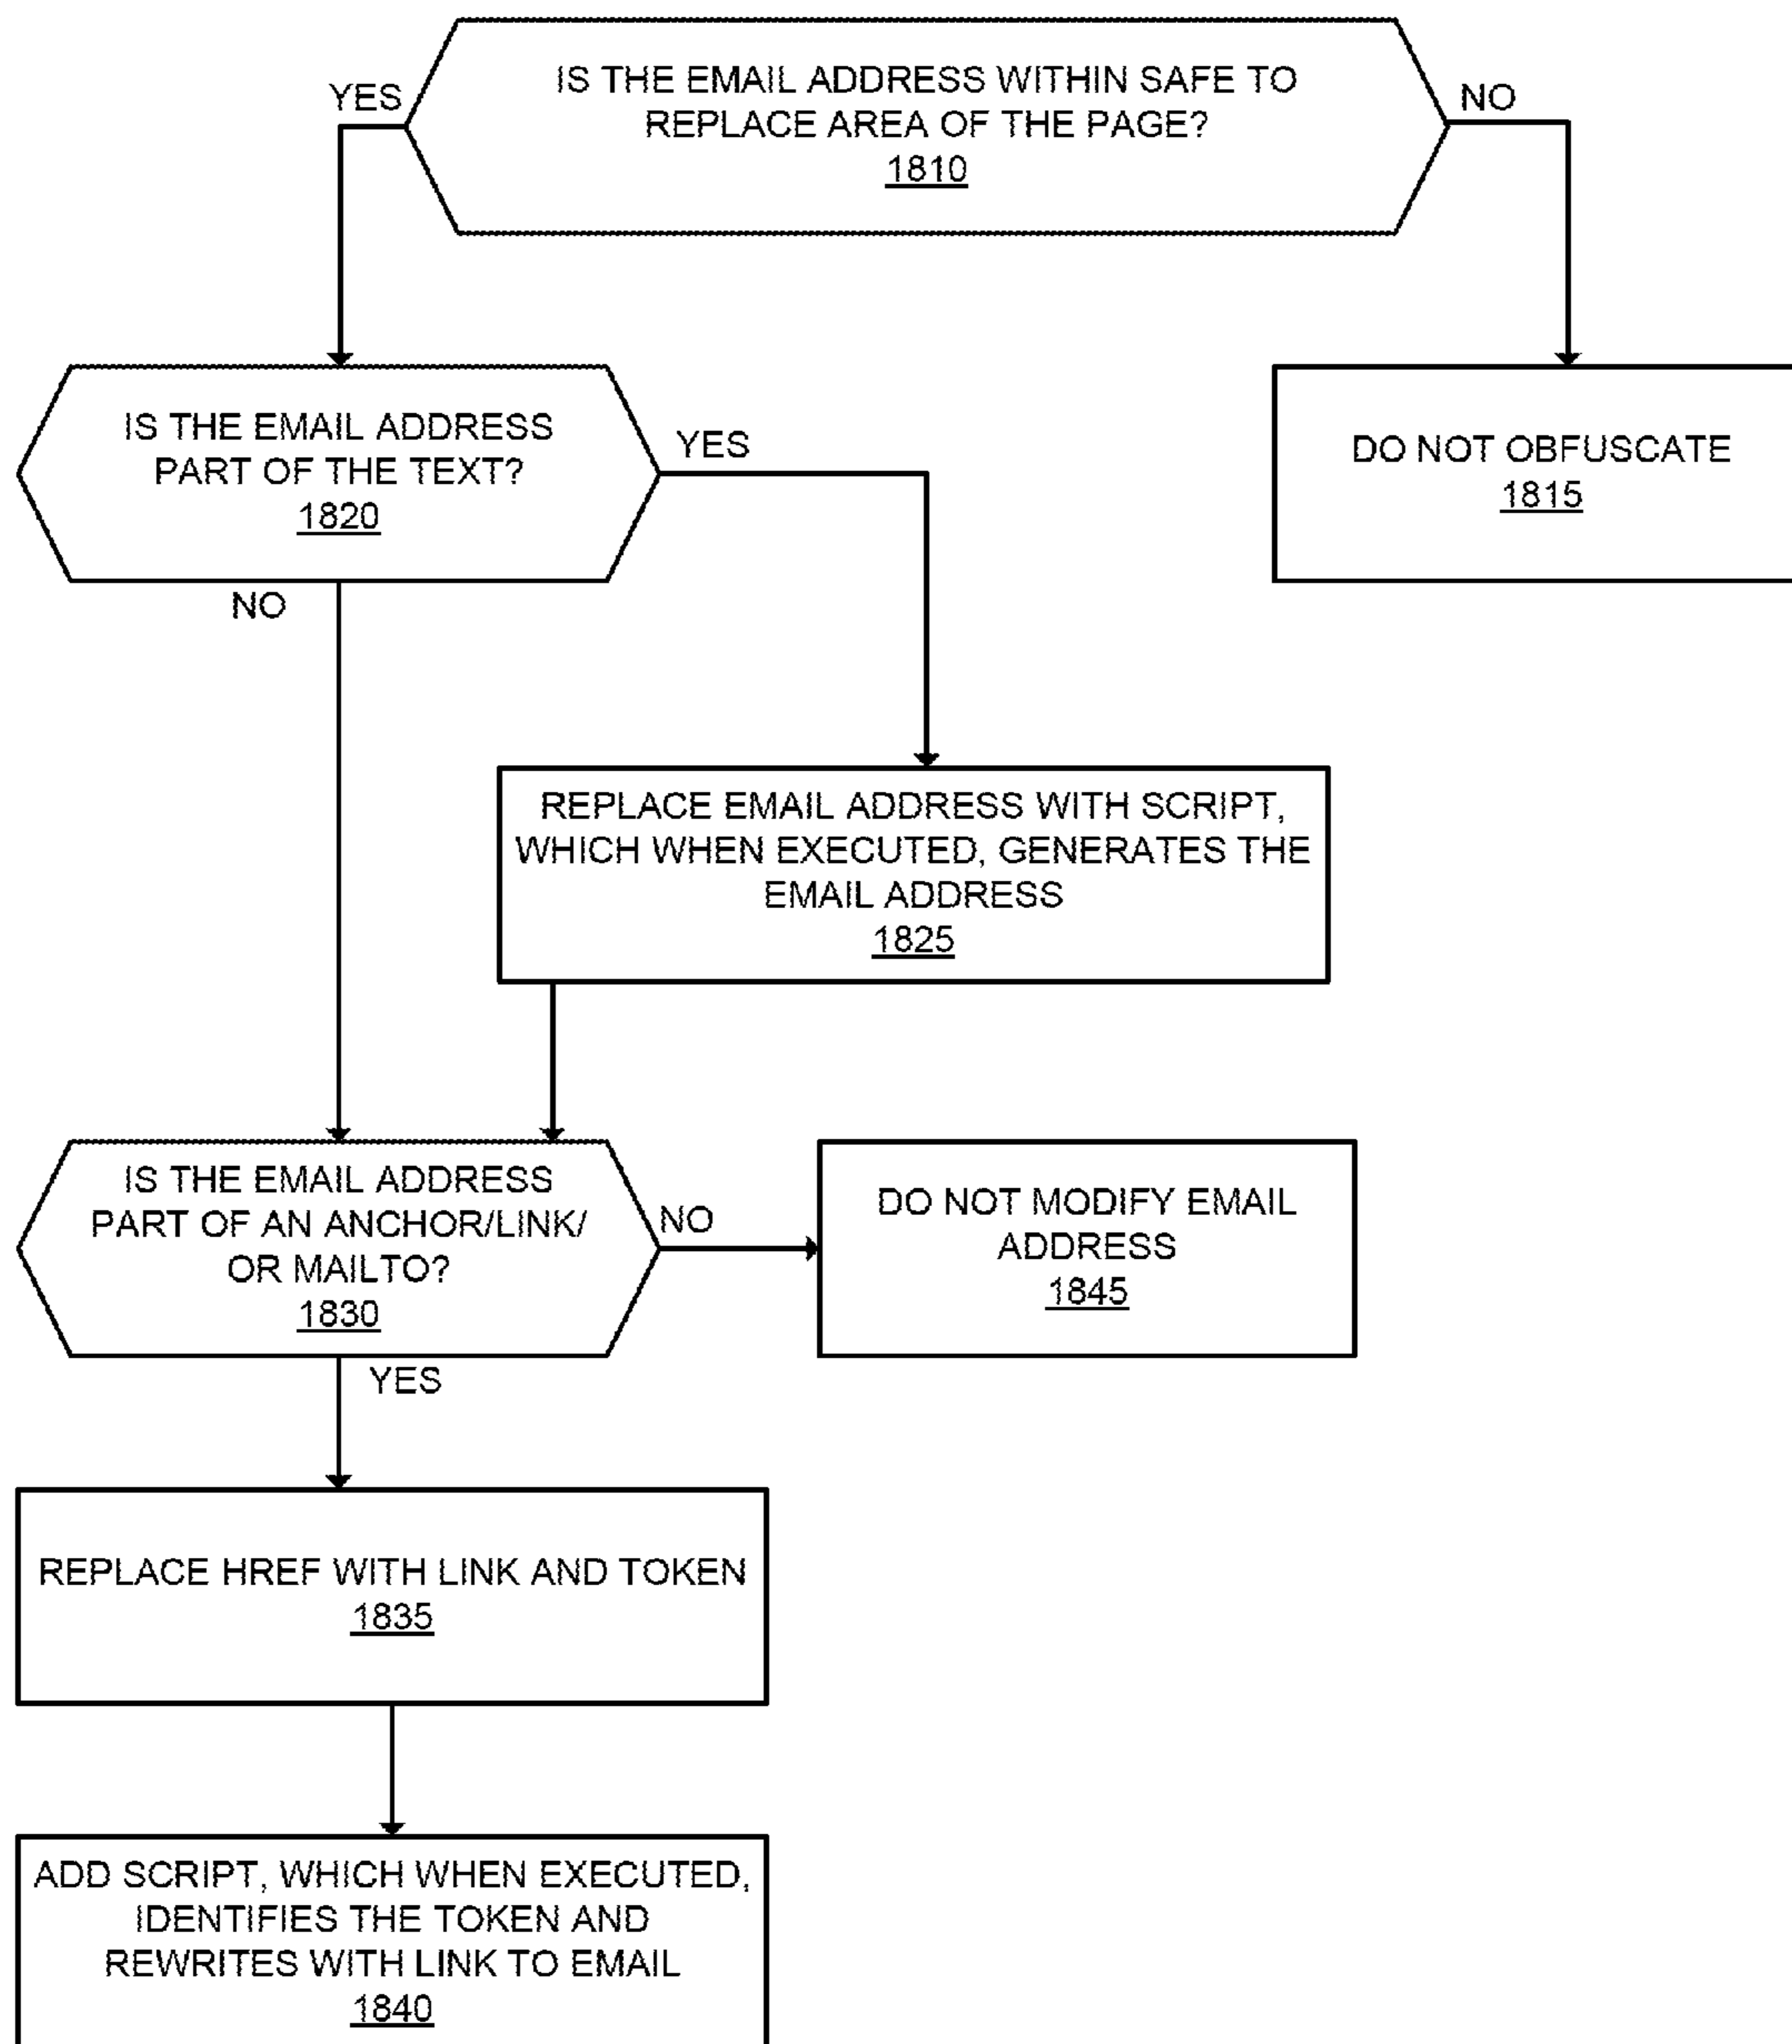 YES
IS THE EMAIL ADDRESS WITHIN SAFE TO
REPLACE AREA OF THE PAGE?
1810
NO
IS THE EMAIL ADDRESS
PART OF THE TEXT?
1820
YES
NO
DO NOT OBFUSCATE
1815
REPLACE EMAIL ADDRESS WITH SCRIPT,
WHICH WHEN EXECUTED, GENERATES THE
EMAIL ADDRESS
1825
IS THE EMAIL ADDRESS
PART OF AN ANCHOR/LINK/
OR MAILTO?
1830
NO
YES
DO NOT MODIFY EMAIL
ADDRESS
1845
REPLACE HREF WITH LINK AND TOKEN
1835
ADD SCRIPT, WHICH WHEN EXECUTED,
IDENTIFIES THE TOKEN AND
REWRITES WITH LINK TO EMAIL
1840